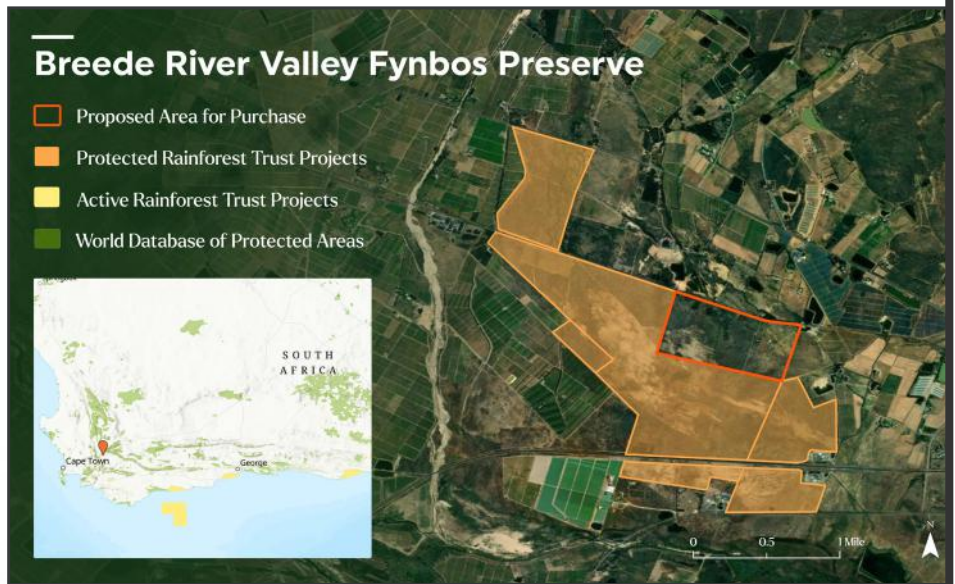 Breede River Valley Fynbos Preserve
Proposed Area for Purchase
Protected Rainforest Trust Projects
Active Rainforest Trust Projects
World Database of Protected Areas
SOUTH
AFRICA
Cape Town
George
N
0 0.5 1 Mile